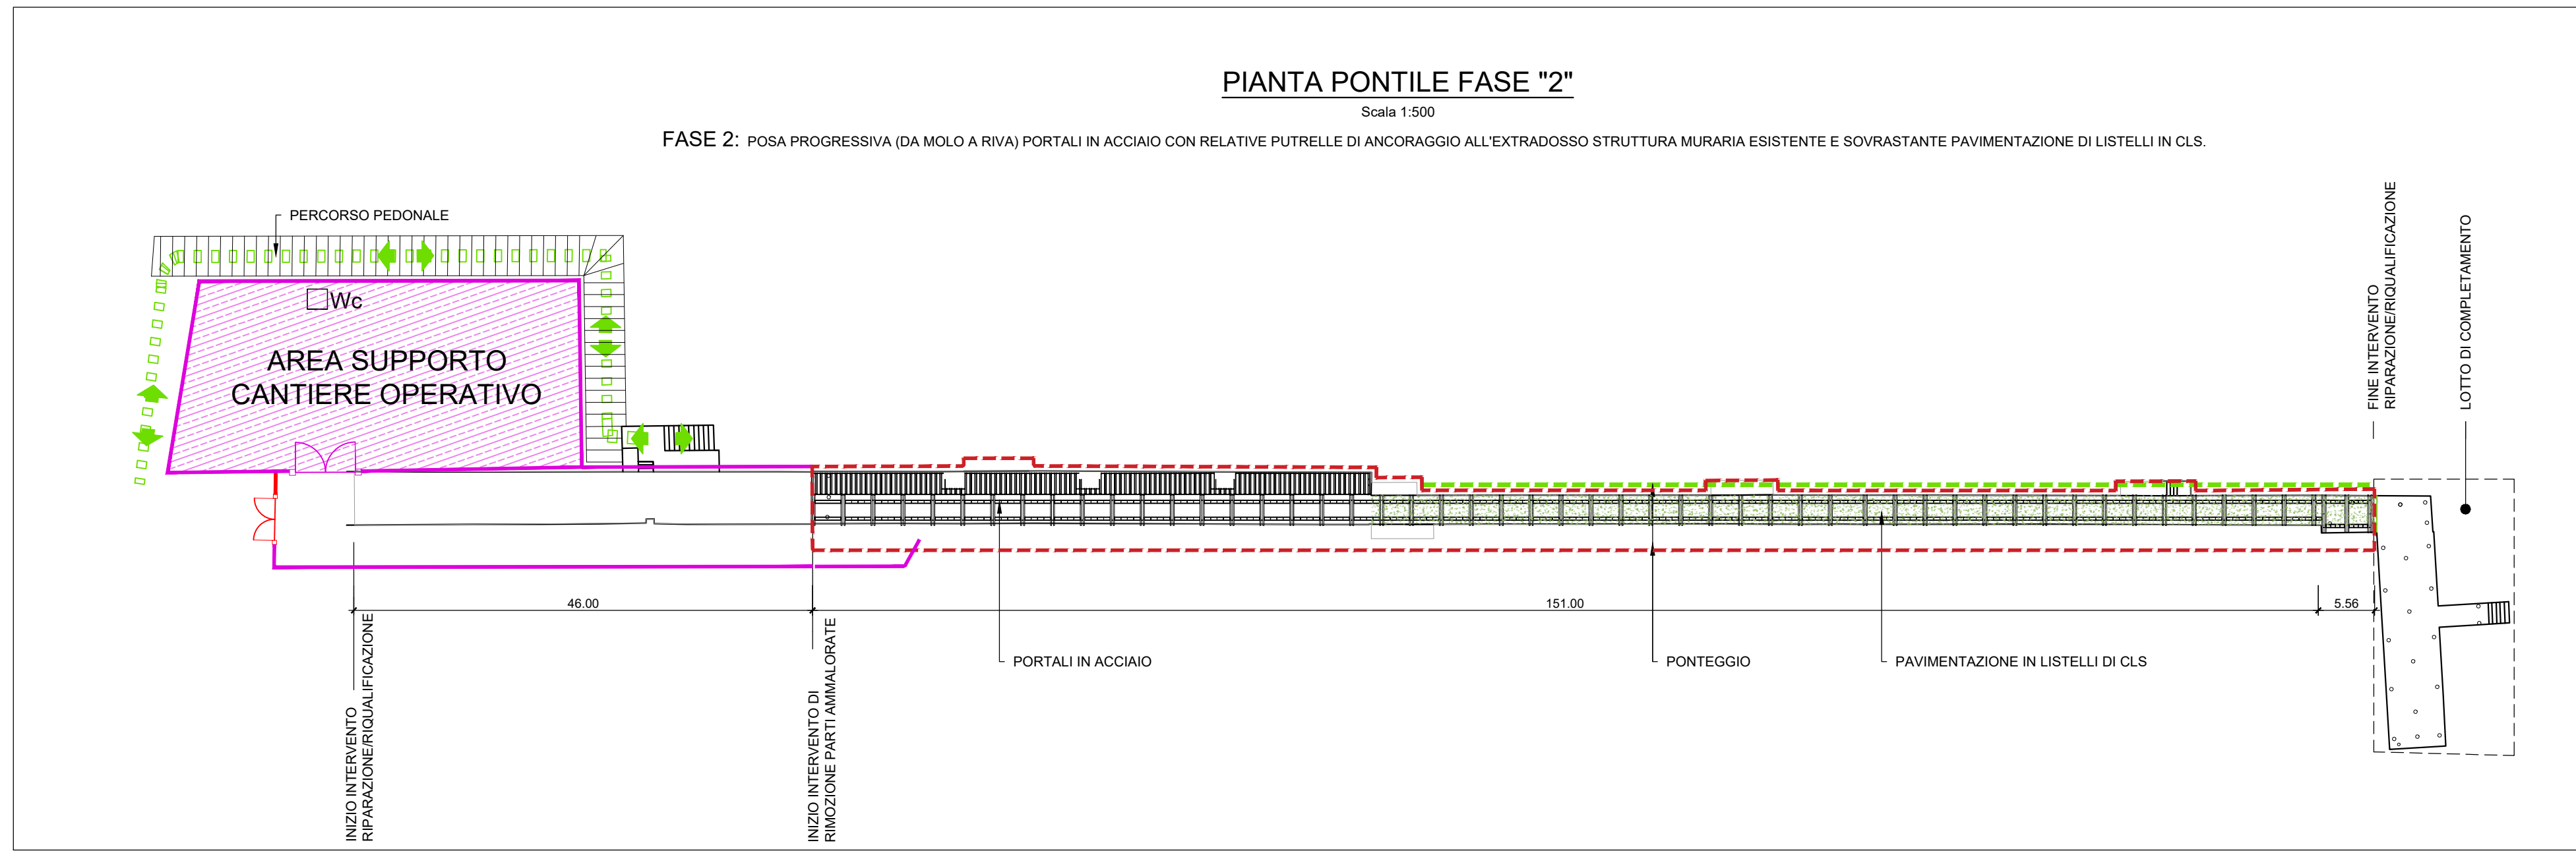 PIANTA PONTILE FASE "2"
Scala 1:500
FASE 2: POSA PROGRESSIVA (DA MOLO A RIVA) PORTALI IN ACCIAIO CON RELATIVE PUTRELLE DI ANCORAGGIO ALL'EXTRADOSSO STRUTTURA MURARIA ESISTENTE E SOVRASTANTE PAVIMENTAZIONE DI LISTELLI IN CLS.
PERCORSO PEDONALE
Wc
AREA SUPPORTO
CANTIERE OPERATIVO
FINE INTERVENTO
RIPARAZIONE/RIQUALIFICAZIONE
LOTTO DI COMPLETAMENTO
46.00
151.00
5.56
INIZIO INTERVENTO
RIPARAZIONE/RIQUALIFICAZIONE
INIZIO INTERVENTO DI
RIMOZIONE PARTI AMMALORATE
PORTALI IN ACCIAIO
PONTEGGIO
PAVIMENTAZIONE IN LISTELLI DI CLS